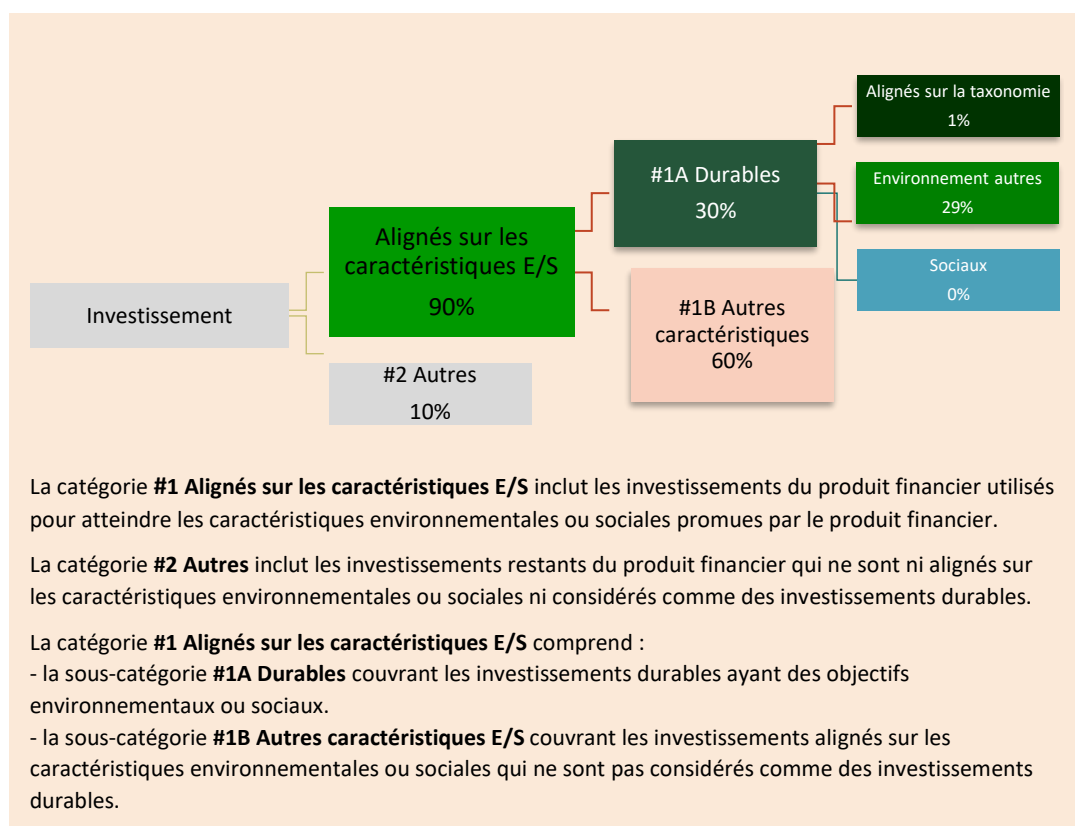 Alignés sur la taxonomie
1%
#1A Durables
30%
Environnement autres
29%
Alignés sur les
caractéristiques E/S
90%
Sociaux
0%
Investissement
#1B Autres
caractéristiques
60%
#2 Autres
10%
La catégorie #1 Alignés sur les caractéristiques E/S inclut les investissements du produit financier utilisés
pour atteindre les caractéristiques environnementales ou sociales promues par le produit financier.
La catégorie #2 Autres inclut les investissements restants du produit financier qui ne sont ni alignés sur
les caractéristiques environnementales ou sociales ni considérés comme des investissements durables.
La catégorie #1 Alignés sur les caractéristiques E/S comprend :
- la sous-catégorie #1A Durables couvrant les investissements durables ayant des objectifs
environnementaux ou sociaux.
- la sous-catégorie #1B Autres caractéristiques E/S couvrant les investissements alignés sur les
caractéristiques environnementales ou sociales qui ne sont pas considérés comme des investissements
durables.